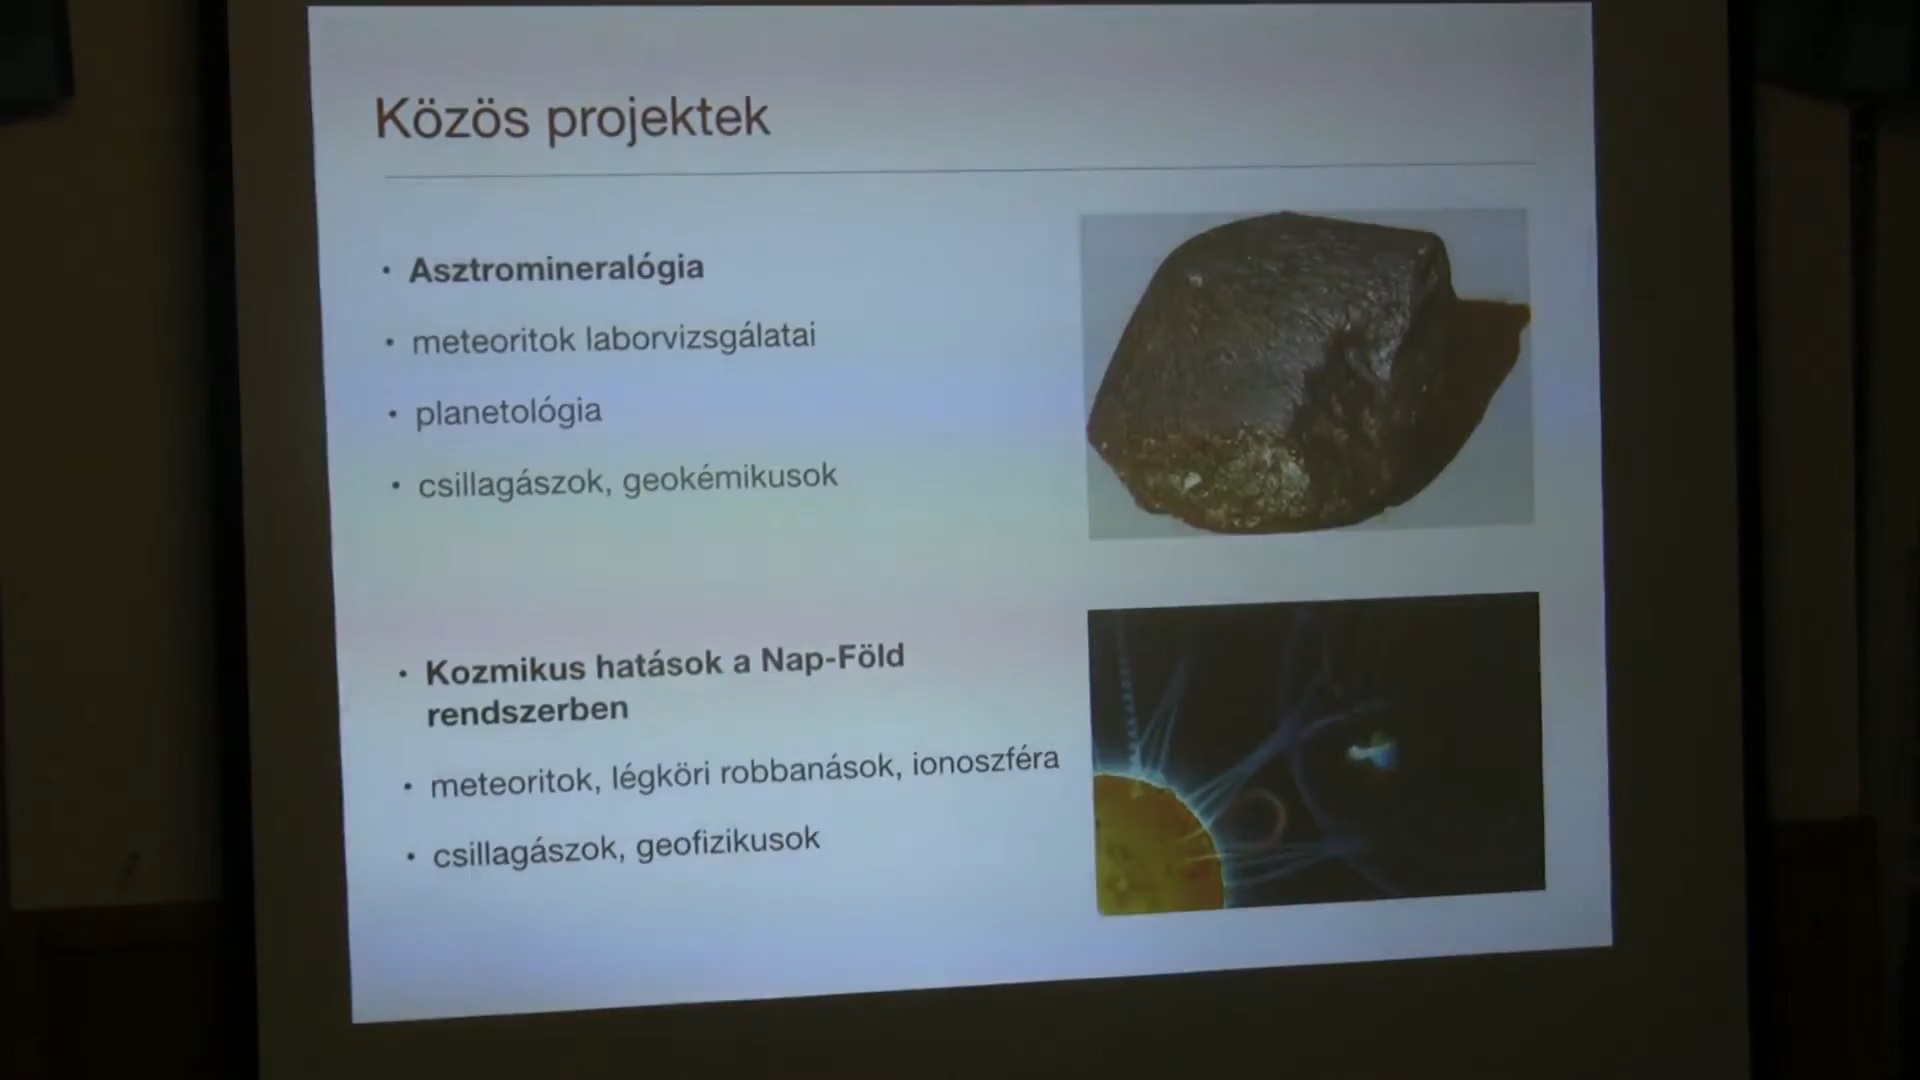 Közös projektek
• Asztromineralógia
• meteoritok laborvizsgálatai
• planetológia
• csillagászok, geokémikusok
• Kozmikus hatások a Nap-Föld
rendszerben
• meteoritok, légköri robbanások, ionoszféra
• csillagászok, geofizikusok